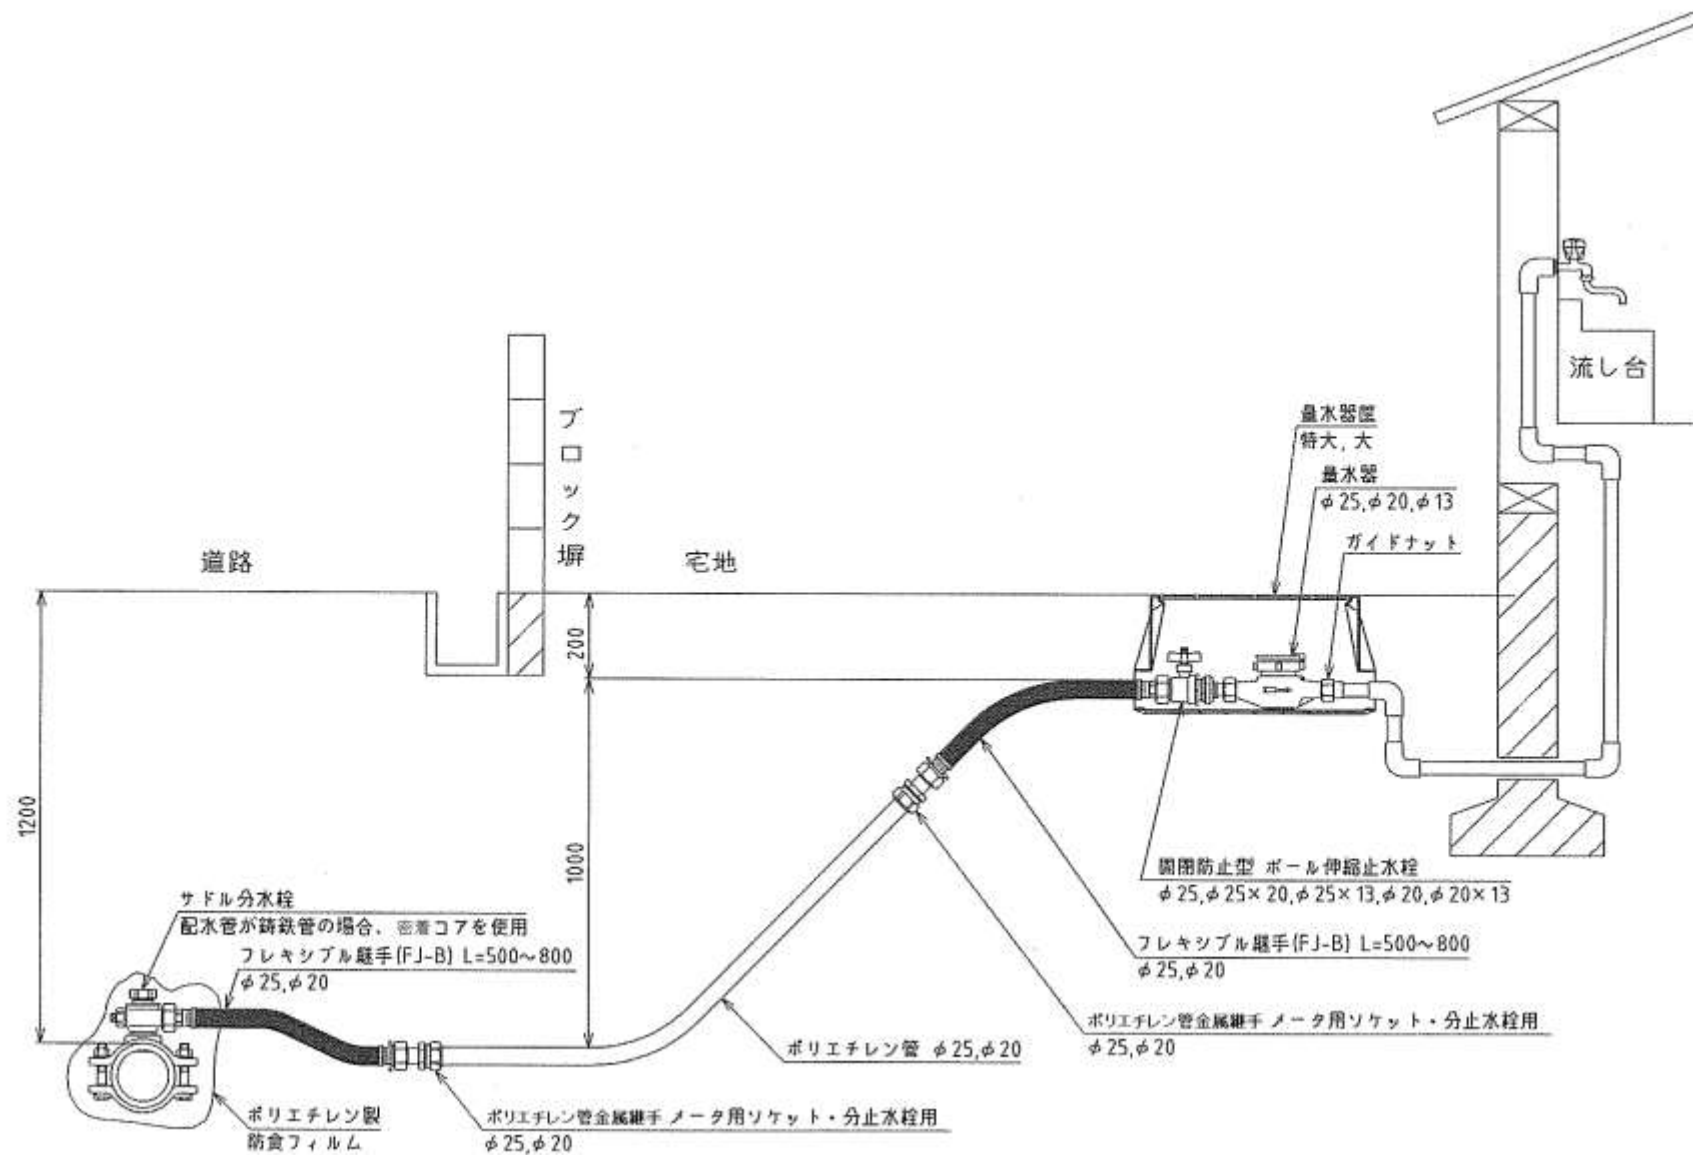 流し台
量水器筐
特大, 大
量水器
φ25,φ20,φ13
ガイドナット
ブロック塀
道路
宅地
200
1200
1000
開閉防止型 ボール伸縮止水栓
φ25,φ25×20,φ25×13,φ20,φ20×13
サドル分水栓
配水管が鋳鉄管の場合、密着コアを使用
フレキシブル継手(FJ-B) L=500~800
φ25,φ20
フレキシブル継手(FJ-B) L=500~800
φ25,φ20
ポリエチレン管金属継手 メータ用ソケット・分止水栓用
φ25,φ20
ポリエチレン管 φ25,φ20
ポリエチレン製
防食フィルム
ポリエチレン管金属継手 メータ用ソケット・分止水栓用
φ25,φ20